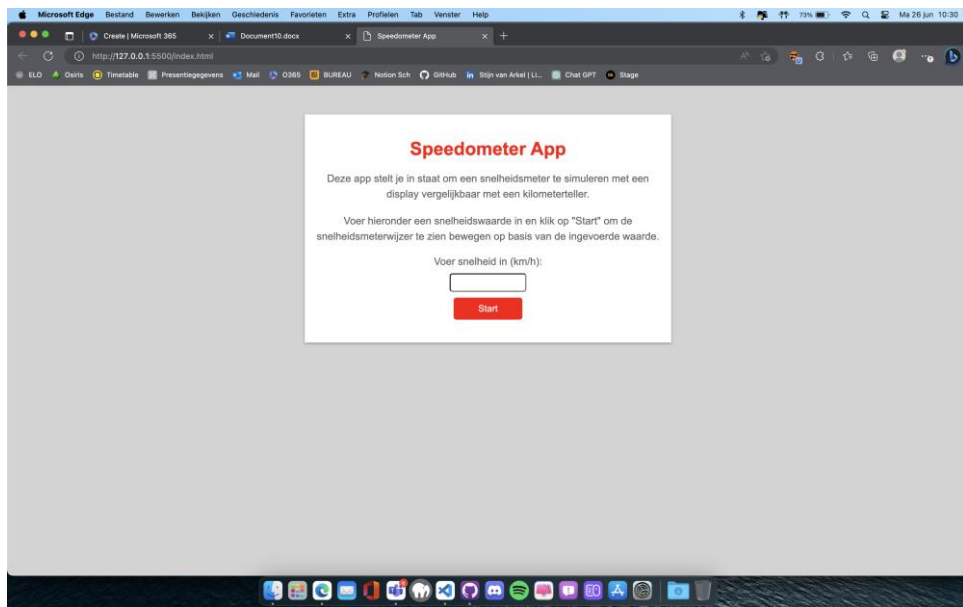 Microsoft Edge Bestand Bewerken Bekijken Geschiedenis Favorieten Extra Profielen Tab Venster Help 73% Ma 26 jun 10:30
Create | Microsoft 365 Document10.docx Speedometer App
http://127.0.0.1:5500/index.html
ELO Osiris Timetable Presentiegegevens Mail O365 BUREAU Notion Sch GitHub Stijn van Arkel | Li... Chat GPT Stage
Speedometer App
Deze app stelt je in staat om een snelheidsmeter te simuleren met een
display vergelijkbaar met een kilometerteller.
Voer hieronder een snelheidswaarde in en klik op "Start" om de
snelheidsmeterwijzer te zien bewegen op basis van de ingevoerde waarde.
Voer snelheid in (km/h):
Start